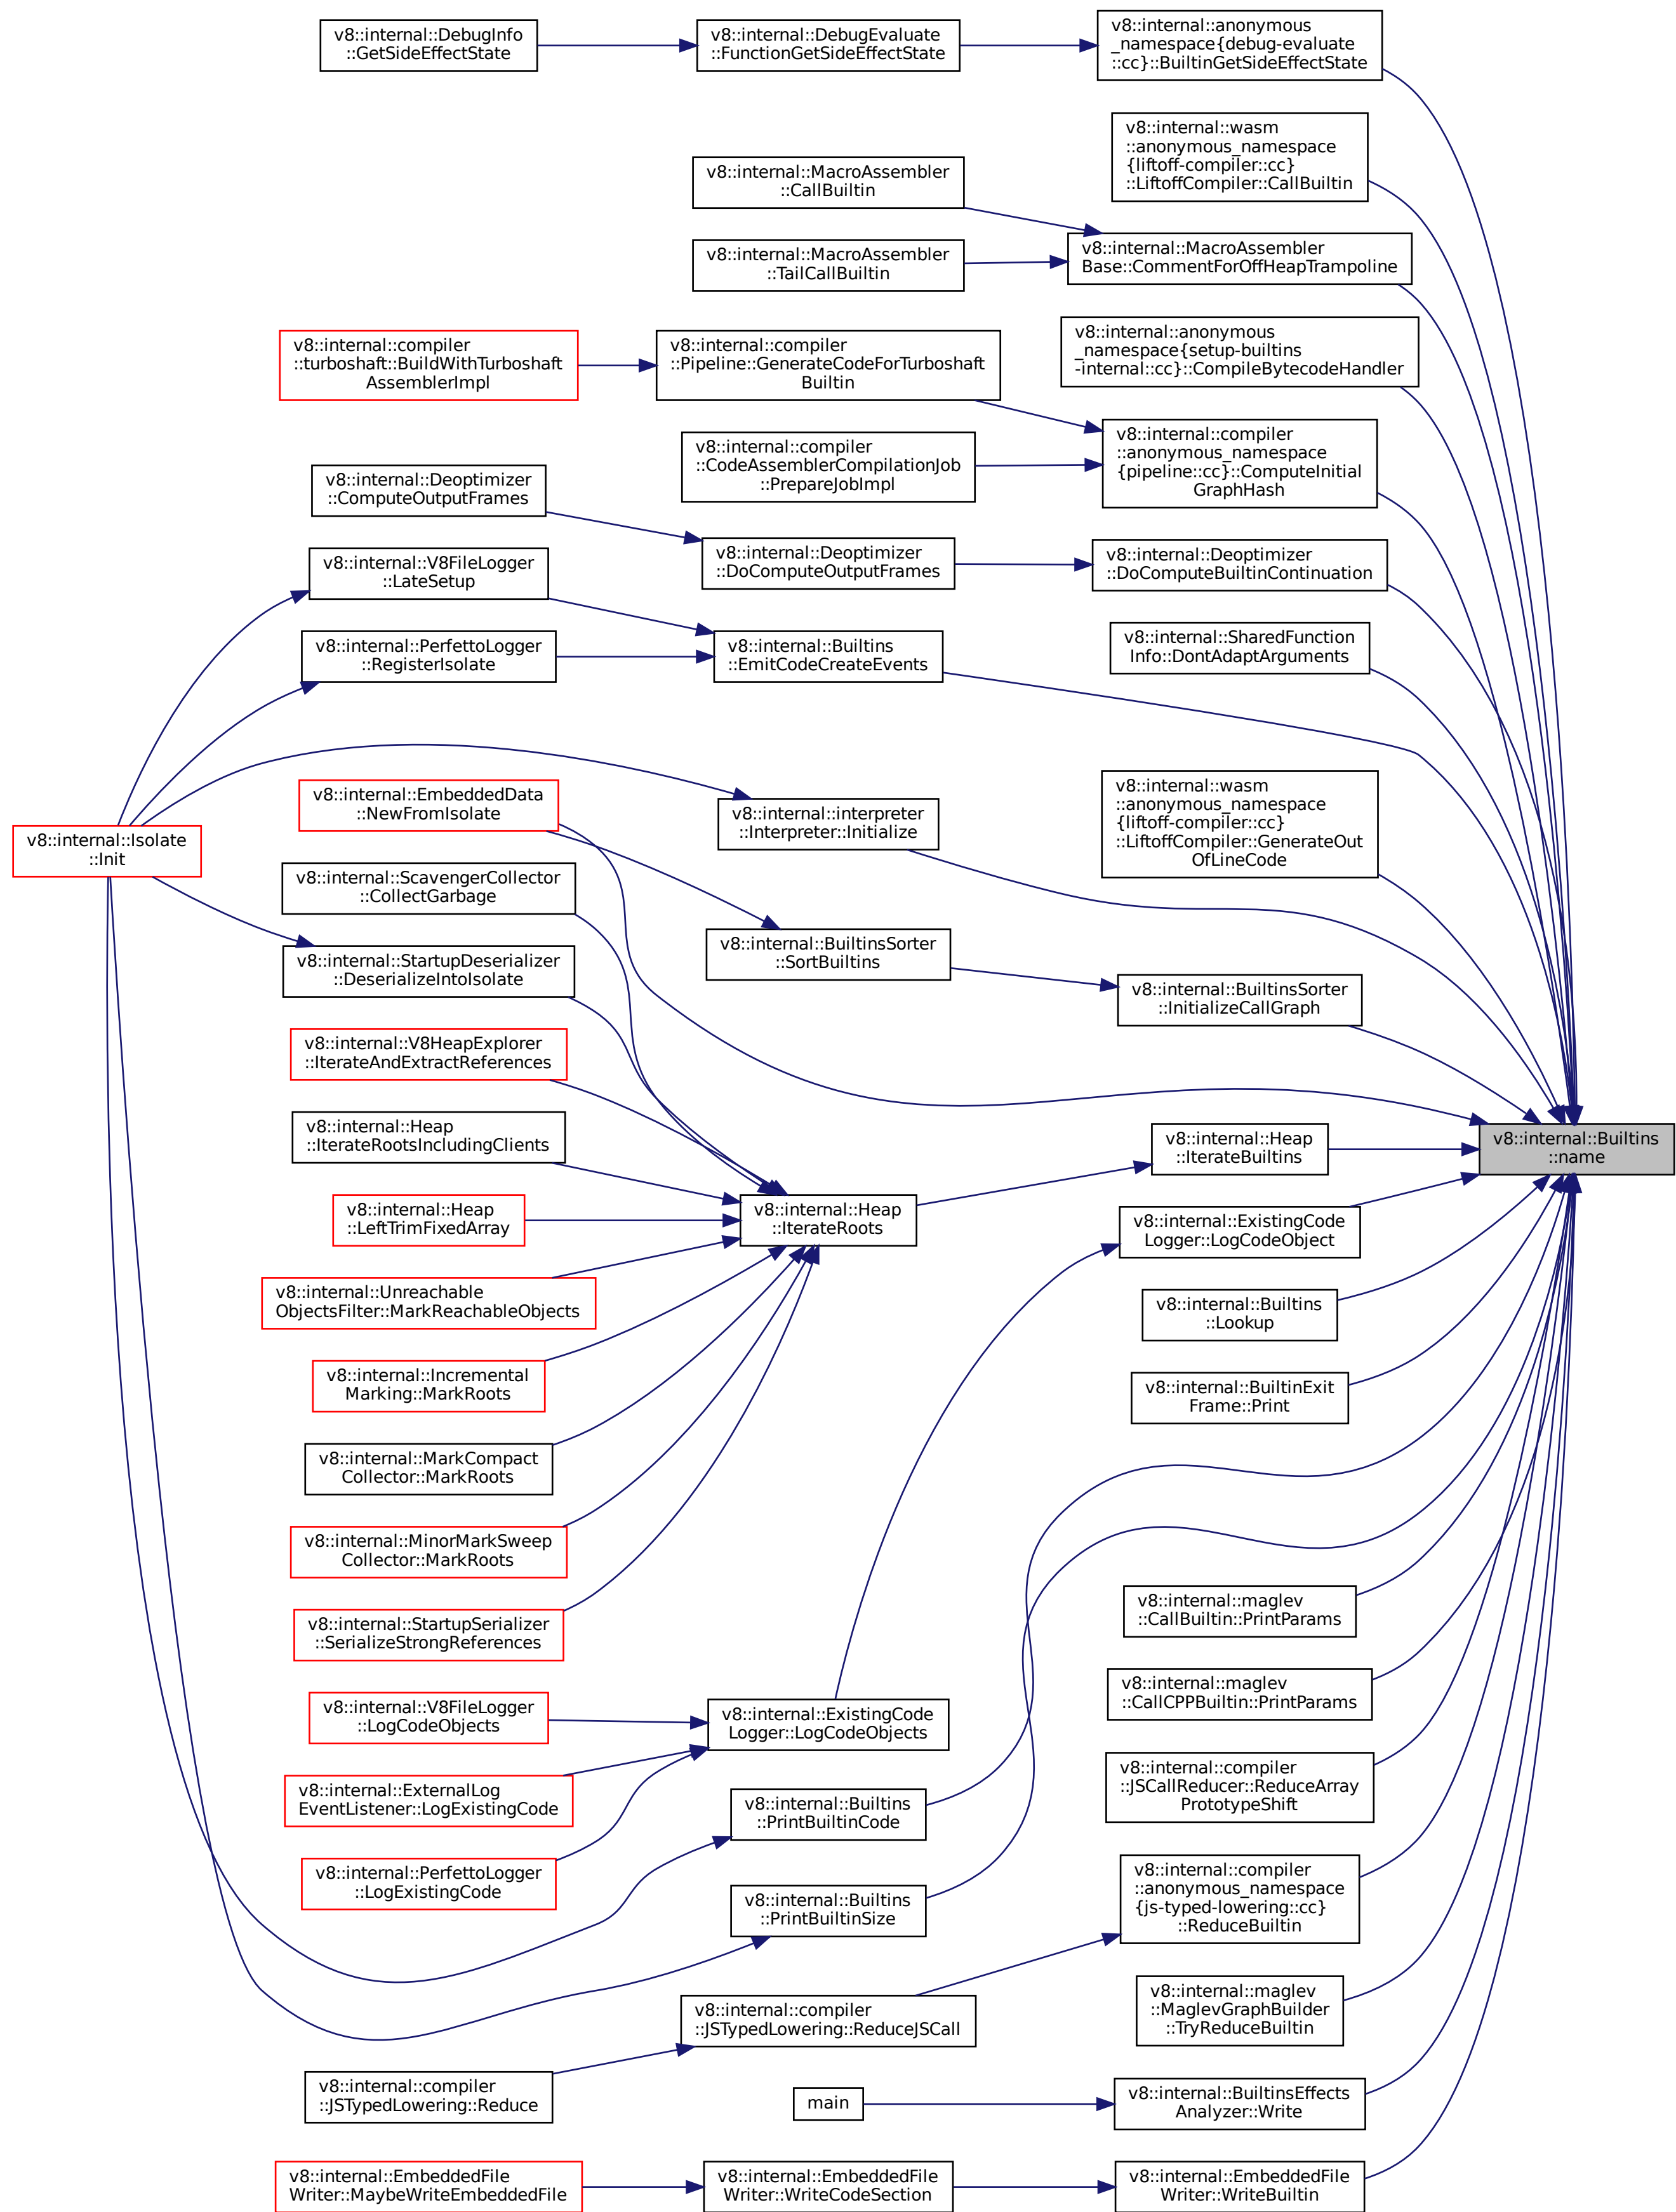 v8::internal::DebugInfo
::GetSideEffectState
v8::internal::DebugEvaluate
::FunctionGetSideEffectState
v8::internal::anonymous
_namespace{debug-evaluate
::cc}::BuiltinGetSideEffectState
v8::internal::wasm
::anonymous_namespace
{liftoff-compiler::cc}
::LiftoffCompiler::CallBuiltin
v8::internal::MacroAssembler
::CallBuiltin
v8::internal::MacroAssembler
::TailCallBuiltin
v8::internal::MacroAssembler
Base::CommentForOffHeapTrampoline
v8::internal::anonymous
_namespace{setup-builtins
-internal::cc}::CompileBytecodeHandler
v8::internal::compiler
::turboshaft::BuildWithTurboshaft
AssemblerImpl
v8::internal::compiler
::Pipeline::GenerateCodeForTurboshaft
Builtin
v8::internal::compiler
::CodeAssemblerCompilationJob
::PrepareJobImpl
v8::internal::compiler
::anonymous_namespace
{pipeline::cc}::ComputeInitial
GraphHash
v8::internal::Deoptimizer
::ComputeOutputFrames
v8::internal::Deoptimizer
::DoComputeOutputFrames
v8::internal::Deoptimizer
::DoComputeBuiltinContinuation
v8::internal::V8FileLogger
::LateSetup
v8::internal::PerfettoLogger
::RegisterIsolate
v8::internal::Builtins
::EmitCodeCreateEvents
v8::internal::SharedFunction
Info::DontAdaptArguments
v8::internal::EmbeddedData
::NewFromIsolate
v8::internal::interpreter
::Interpreter::Initialize
v8::internal::wasm
::anonymous_namespace
{liftoff-compiler::cc}
::LiftoffCompiler::GenerateOut
OfLineCode
v8::internal::Isolate
::Init
v8::internal::ScavengerCollector
::CollectGarbage
v8::internal::StartupDeserializer
::DeserializeIntoIsolate
v8::internal::BuiltinsSorter
::SortBuiltins
v8::internal::BuiltinsSorter
::InitializeCallGraph
v8::internal::V8HeapExplorer
::IterateAndExtractReferences
v8::internal::Heap
::IterateRootsIncludingClients
v8::internal::Heap
::IterateBuiltins
v8::internal::Builtins
::name
v8::internal::Heap
::LeftTrimFixedArray
v8::internal::Heap
::IterateRoots
v8::internal::ExistingCode
Logger::LogCodeObject
v8::internal::Unreachable
ObjectsFilter::MarkReachableObjects
v8::internal::Builtins
::Lookup
v8::internal::Incremental
Marking::MarkRoots
v8::internal::BuiltinExit
Frame::Print
v8::internal::MarkCompact
Collector::MarkRoots
v8::internal::MinorMarkSweep
Collector::MarkRoots
v8::internal::maglev
::CallBuiltin::PrintParams
v8::internal::StartupSerializer
::SerializeStrongReferences
v8::internal::maglev
::CallCPPBuiltin::PrintParams
v8::internal::V8FileLogger
::LogCodeObjects
v8::internal::ExistingCode
Logger::LogCodeObjects
v8::internal::compiler
::JSCallReducer::ReduceArray
PrototypeShift
v8::internal::ExternalLog
EventListener::LogExistingCode
v8::internal::Builtins
::PrintBuiltinCode
v8::internal::PerfettoLogger
::LogExistingCode
v8::internal::Builtins
::PrintBuiltinSize
v8::internal::compiler
::anonymous_namespace
{js-typed-lowering::cc}
::ReduceBuiltin
v8::internal::compiler
::JSTypedLowering::ReduceJSCall
v8::internal::maglev
::MaglevGraphBuilder
::TryReduceBuiltin
v8::internal::compiler
::JSTypedLowering::Reduce
main
v8::internal::BuiltinsEffects
Analyzer::Write
v8::internal::EmbeddedFile
Writer::MaybeWriteEmbeddedFile
v8::internal::EmbeddedFile
Writer::WriteCodeSection
v8::internal::EmbeddedFile
Writer::WriteBuiltin